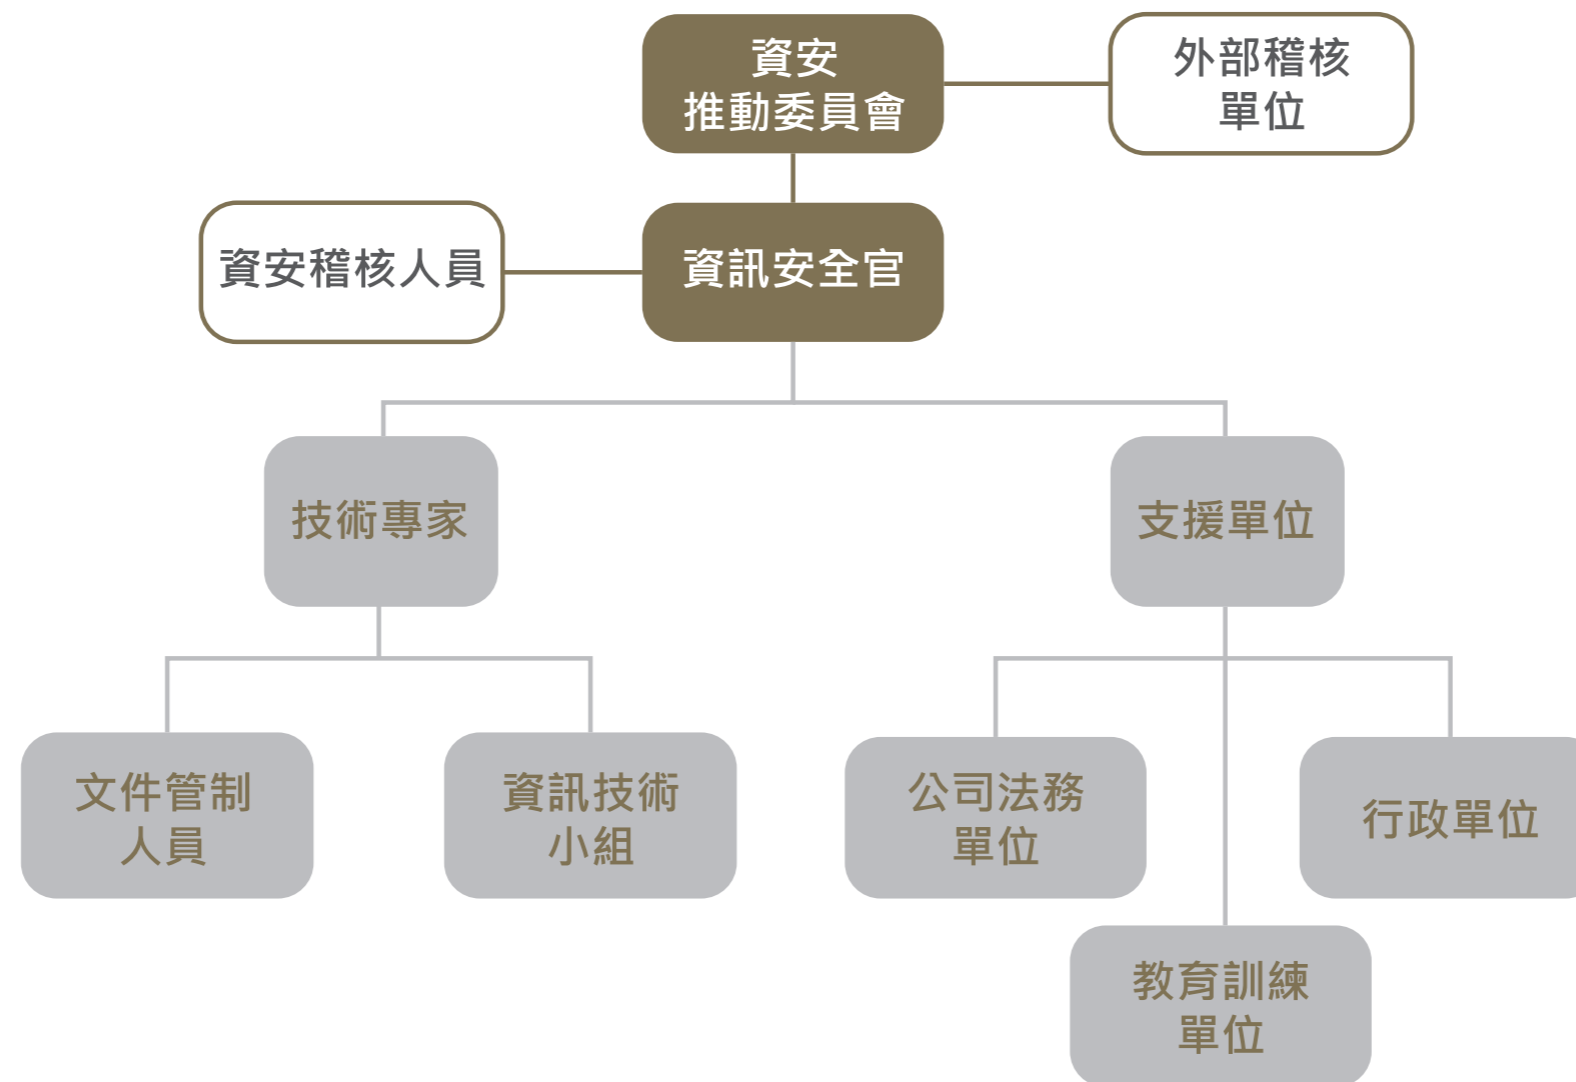 資安
推動委員會
外部稽核
單位
資安稽核人員
資訊安全官
技術專家
支援單位
文件管制
人員
資訊技術
小組
公司法務
單位
行政單位
教育訓練
單位